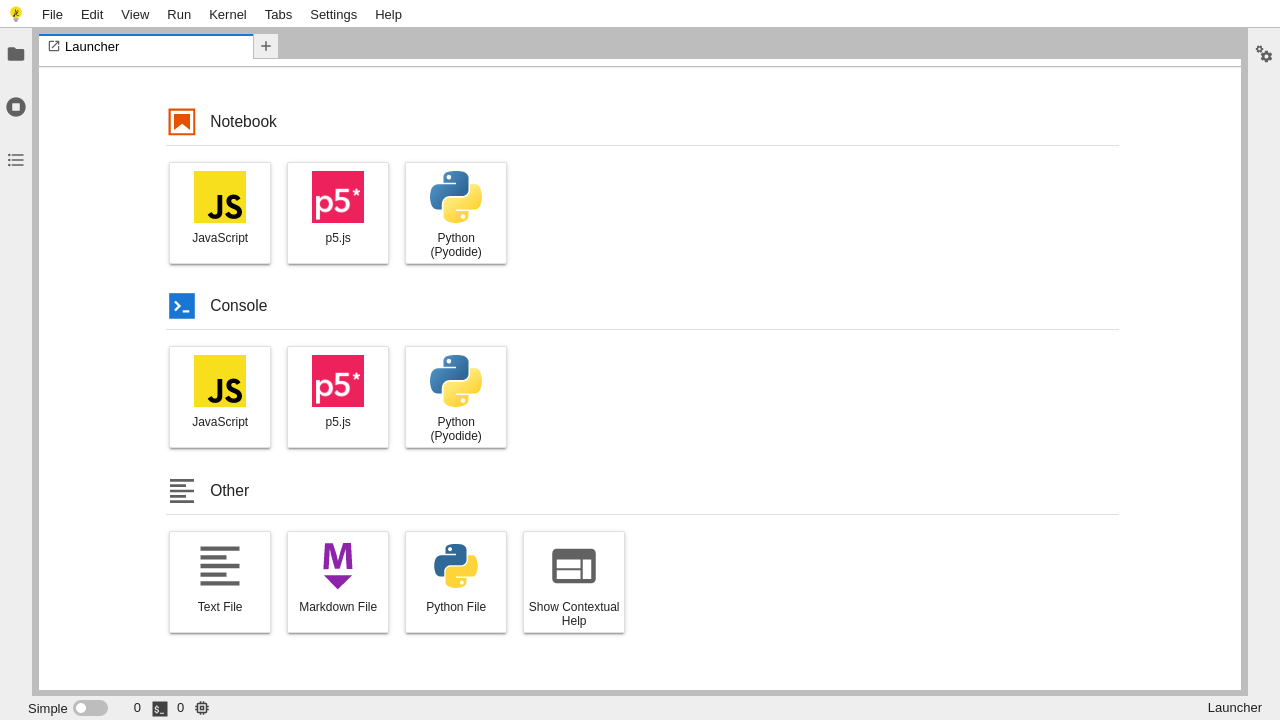 File Edit View Run Kernel Tabs Settings Help
Launcher
Notebook
JS p5* 
JavaScript p5.js Python
(Pyodide)
Console
JS p5*
JavaScript p5.js Python
(Pyodide)
Other
M
Text File Markdown File Python File Show Contextual
Help
Simple 0 $_ 0 Launcher